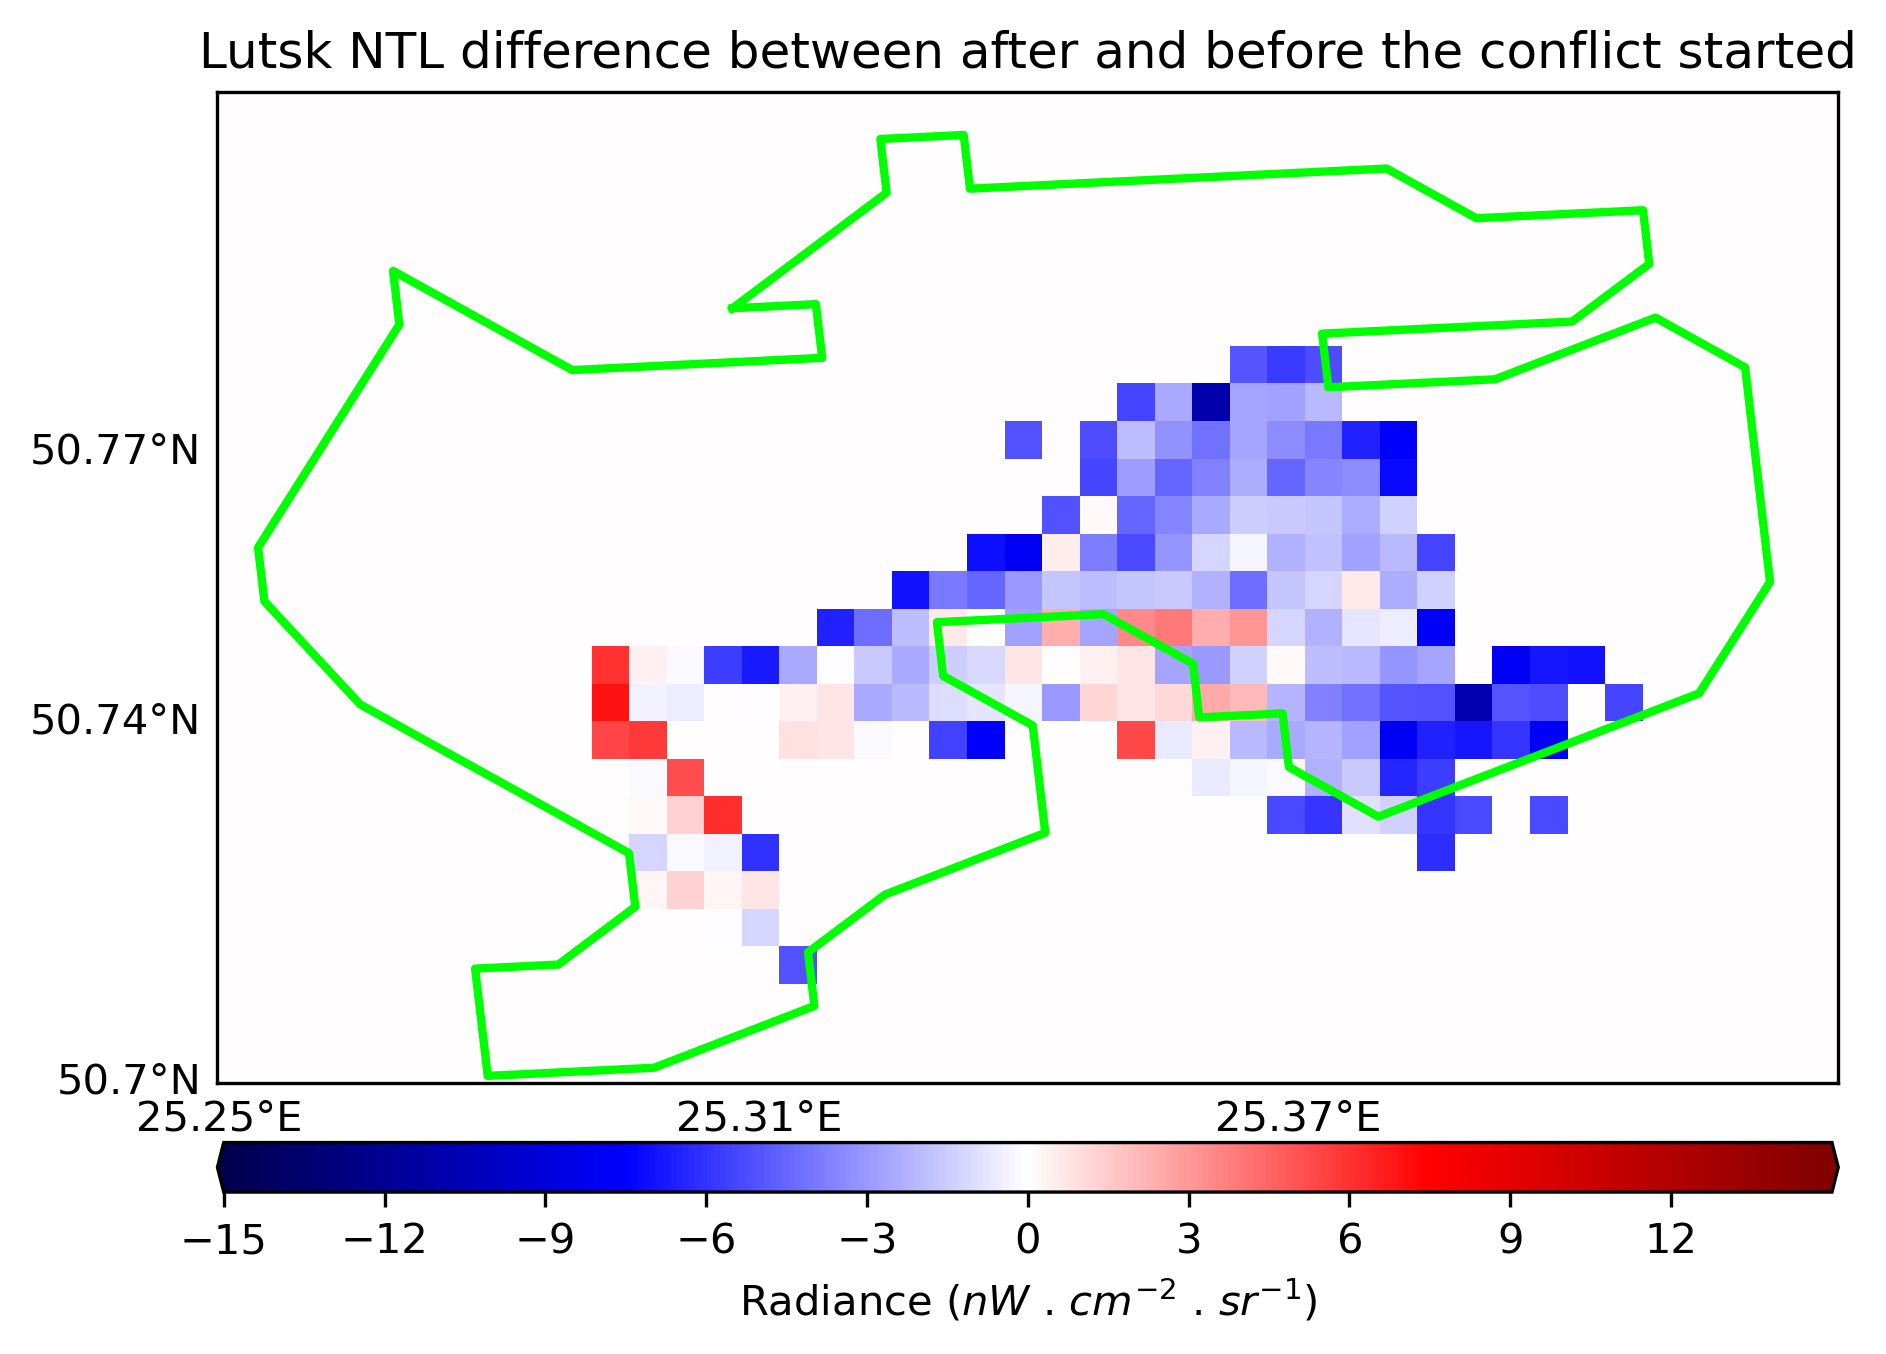 Lutsk NTL difference between after and before the conflict started
50.77°N
50.74°N
50.7°N
25.25°E 25.31°E 25.37°E
−15 −12 −9 −6 −3 0 3 6 9 12
Radiance (nW . cm⁻² . sr⁻¹)